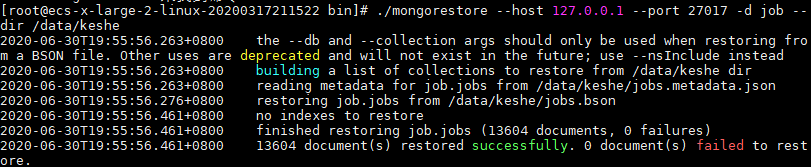 [root@ecs-x-large-2-linux-20200317211522 bin]# ./mongorestore --host 127.0.0.1 --port 27017 -d job --
dir /data/keshe
2020-06-30T19:55:56.263+0800    the --db and --collection args should only be used when restoring fro
m a BSON file. Other uses are deprecated and will not exist in the future; use --nsInclude instead
2020-06-30T19:55:56.263+0800    building a list of collections to restore from /data/keshe dir
2020-06-30T19:55:56.263+0800    reading metadata for job.jobs from /data/keshe/jobs.metadata.json
2020-06-30T19:55:56.276+0800    restoring job.jobs from /data/keshe/jobs.bson
2020-06-30T19:55:56.461+0800    no indexes to restore
2020-06-30T19:55:56.461+0800    finished restoring job.jobs (13604 documents, 0 failures)
2020-06-30T19:55:56.461+0800    13604 document(s) restored successfully. 0 document(s) failed to rest
ore.